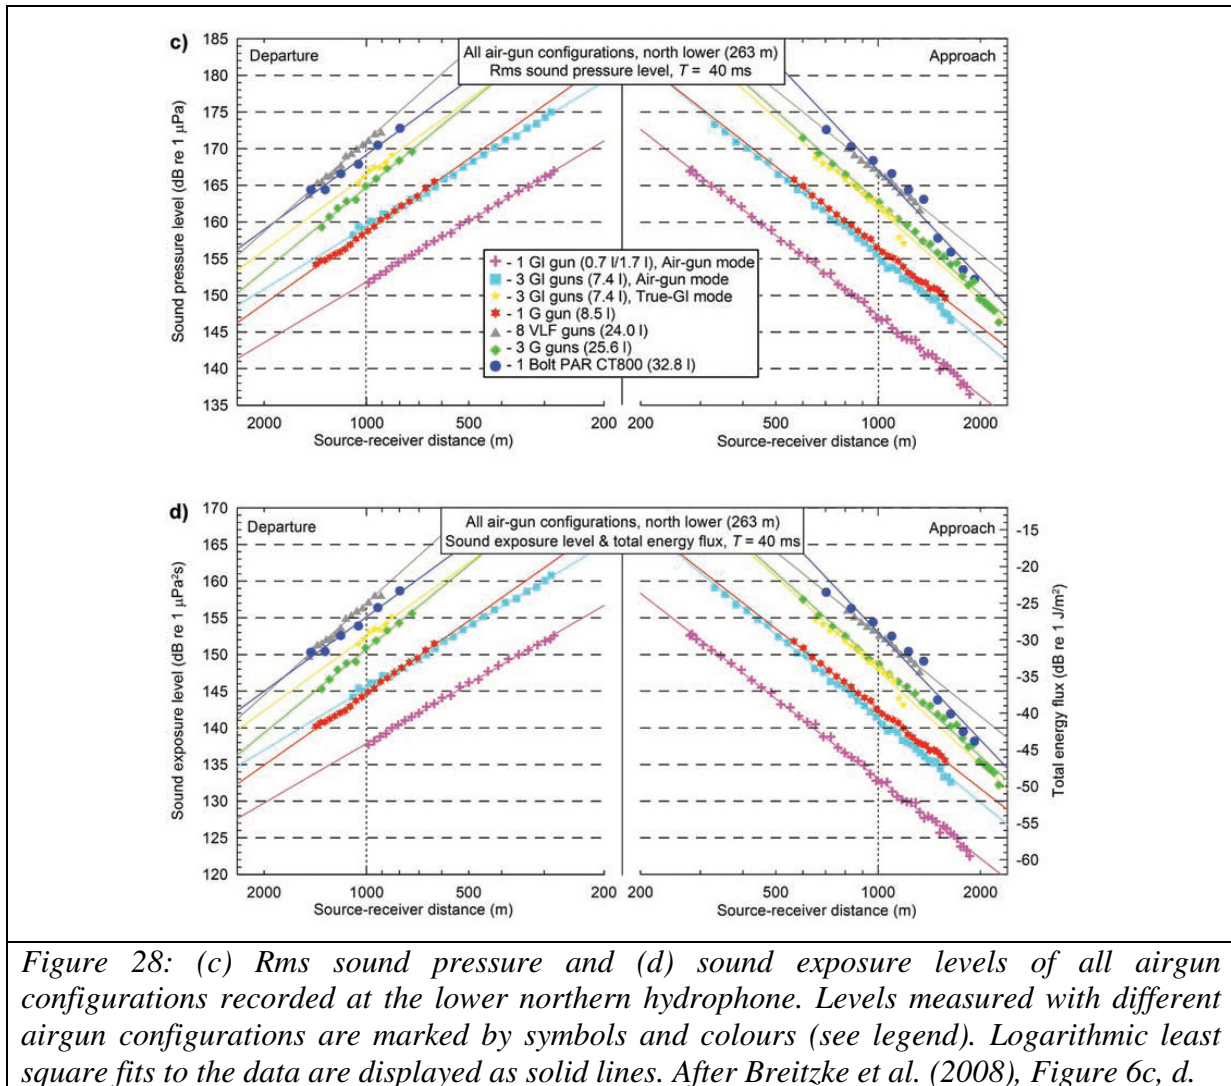 c)
Departure
All air-gun configurations, north lower (263 m)
Rms sound pressure level, T = 40 ms
Approach
Sound pressure level (dB re 1 μPa)
185
180
175
170
165
160
155
150
145
140
135
- 1 GI gun (0.7 l/1.7 l), Air-gun mode
- 3 GI guns (7.4 l), Air-gun mode
- 3 GI guns (7.4 l), True-GI mode
- 1 G gun (8.5 l)
- 8 VLF guns (24.0 l)
- 3 G guns (25.6 l)
- 1 Bolt PAR CT800 (32.8 l)
2000 1000 500 200 200 500 1000 2000
Source-receiver distance (m) Source-receiver distance (m)
d)
Departure
All air-gun configurations, north lower (263 m)
Sound exposure level & total energy flux, T = 40 ms
Approach
Sound exposure level (dB re 1 μPa²s)
170
165
160
155
150
145
140
135
130
125
120
-15
-20
-25
-30
-35
-40
-45
-50
-55
-60
Total energy flux (dB re 1 J/m²)
2000 1000 500 200 200 500 1000 2000
Source-receiver distance (m) Source-receiver distance (m)
Figure 28: (c) Rms sound pressure and (d) sound exposure levels of all airgun
configurations recorded at the lower northern hydrophone. Levels measured with different
airgun configurations are marked by symbols and colours (see legend). Logarithmic least
square fits to the data are displayed as solid lines. After Breitzke et al. (2008), Figure 6c, d.